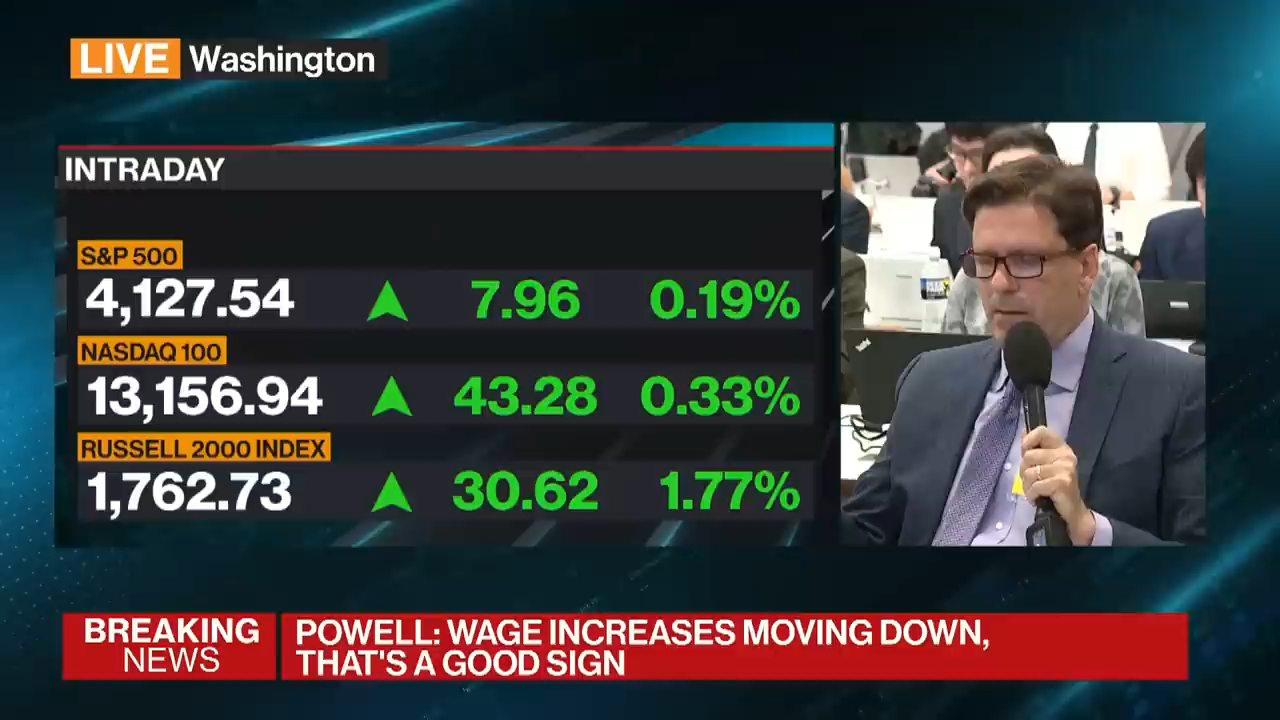 LIVE Washington
INTRADAY
S&P 500
4,127.54 ▲ 7.96 0.19%
NASDAQ 100
13,156.94 ▲ 43.28 0.33%
RUSSELL 2000 INDEX
1,762.73 ▲ 30.62 1.77%
BREAKING NEWS
POWELL: WAGE INCREASES MOVING DOWN,
THAT'S A GOOD SIGN